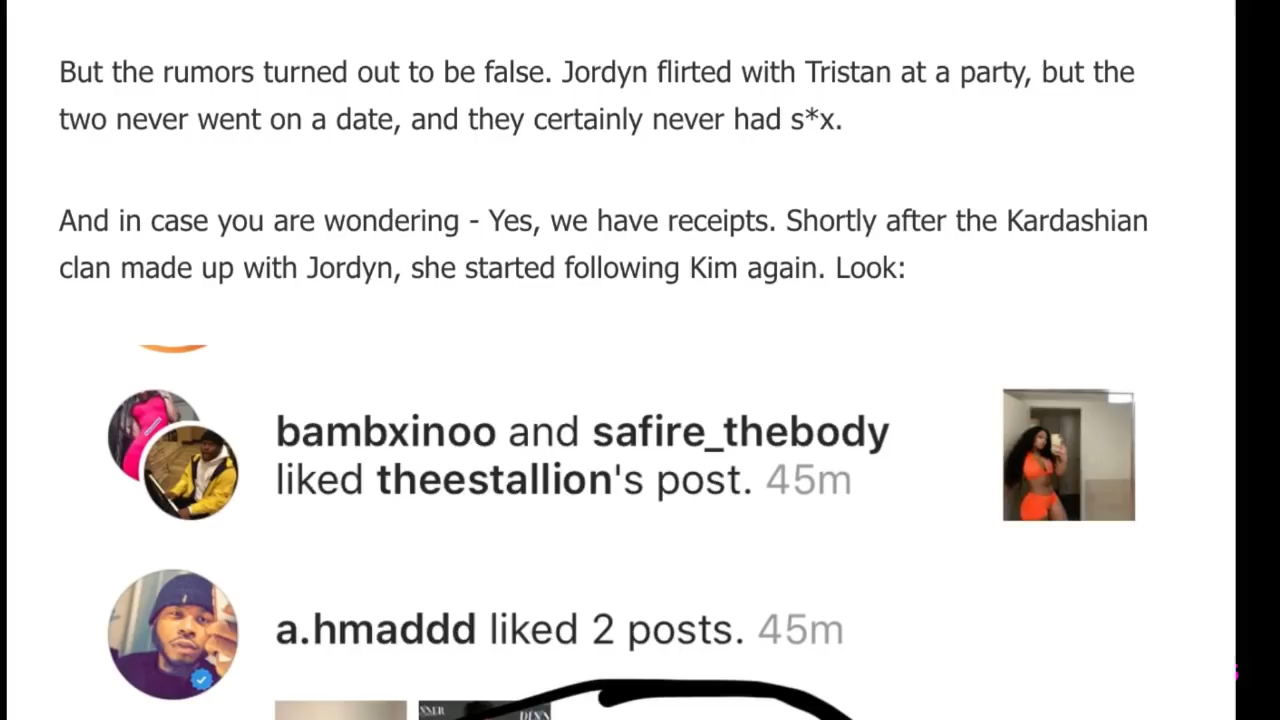 But the rumors turned out to be false. Jordyn flirted with Tristan at a party, but the
two never went on a date, and they certainly never had s*x.
And in case you are wondering - Yes, we have receipts. Shortly after the Kardashian
clan made up with Jordyn, she started following Kim again. Look:
bambxinoo and safire_thebody
liked theestallion's post. 45m
a.hmaddd liked 2 posts. 45m